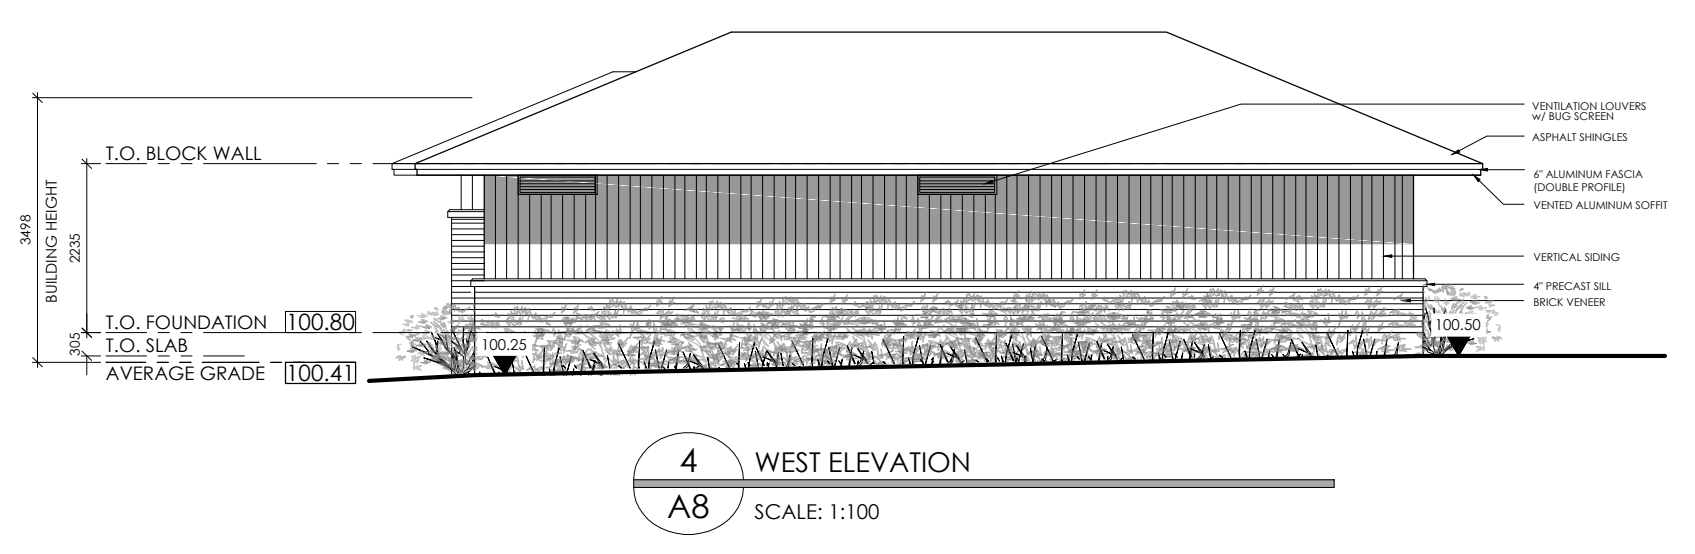 VENTILATION LOUVERS
w/ BUG SCREEN
ASPHALT SHINGLES
T.O. BLOCK WALL
6" ALUMINUM FASCIA
(DOUBLE PROFILE)
VENTED ALUMINUM SOFFIT
3498
BUILDING HEIGHT
2235
VERTICAL SIDING
4" PRECAST SILL
BRICK VENEER
T.O. FOUNDATION 100.80
100.50
305
T.O. SLAB
100.25
AVERAGE GRADE 100.41
4 WEST ELEVATION
A8 SCALE: 1:100